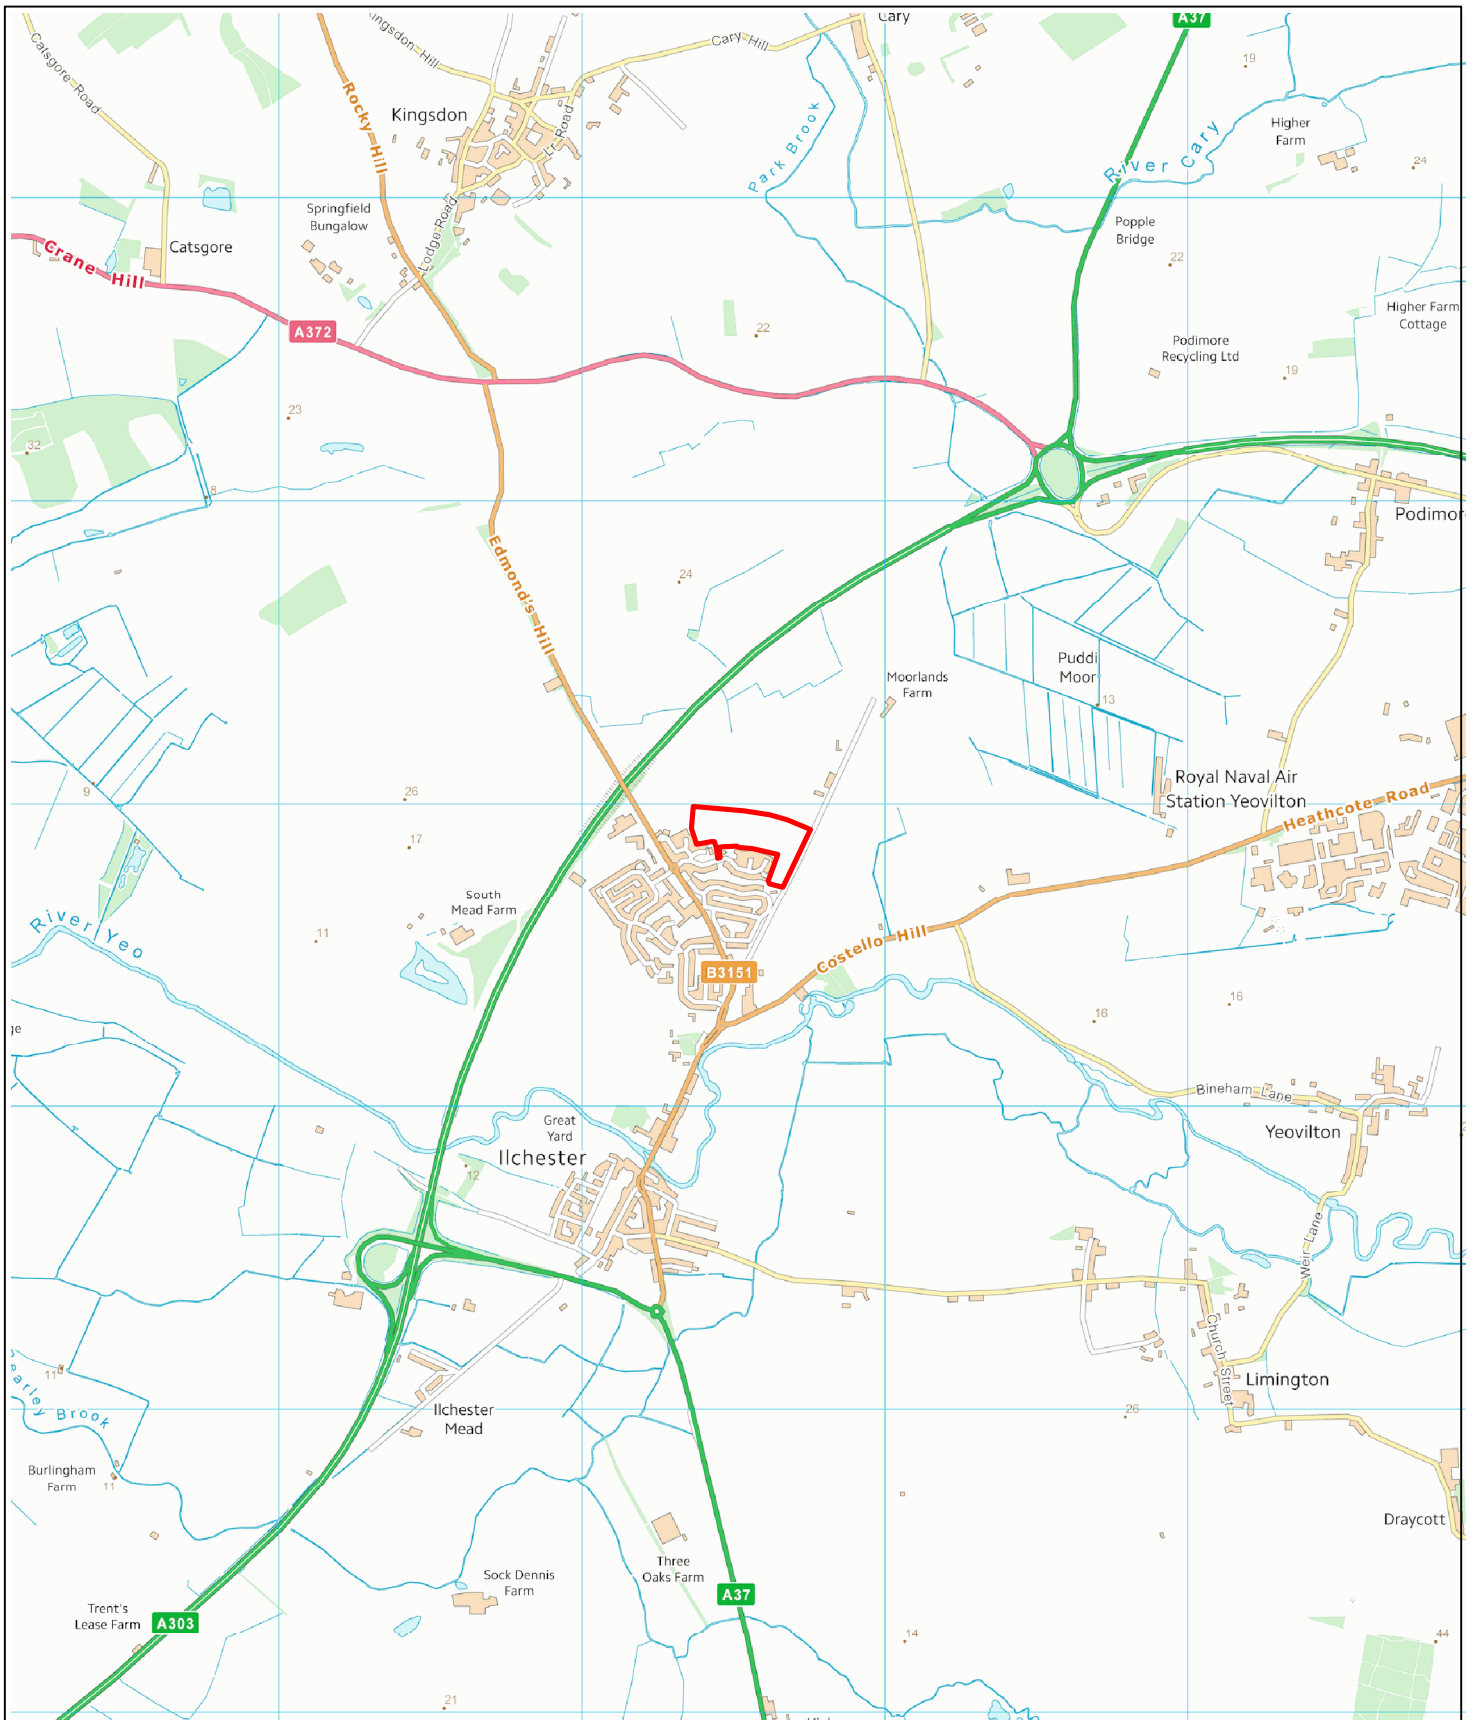 Cary
A37
Kingsdon Hill
Cary Hill
Catsgore Road
19
Rocky Hill
Kingsdon
Lr Road
Park Brook
River Cary
Higher
Farm
24
Springfield
Bungalow
Lodge Road
Popple
Bridge
Catsgore
Crane Hill
22
A372
22
Higher Farm
Cottage
Podimore
Recycling Ltd
19
23
32
8
Podimor
Edmond's Hill
24
Puddi
Moor
Moorlands
Farm
13
9
26
Royal Naval Air
Station Yeovilton
Heathcote Road
17
South
Mead Farm
River Yeo
11
Costello Hill
B3151
16
16
ge
Bineham Lane
Great
Yard
Yeovilton
Ilchester
12
Weir Lane
Church Street
11
earley Brook
Limington
Ilchester
Mead
26
Burlingham
Farm
11
Draycott
Three
Oaks Farm
Sock Dennis
Farm
A37
Trent's
Lease Farm
A303
14
44
21